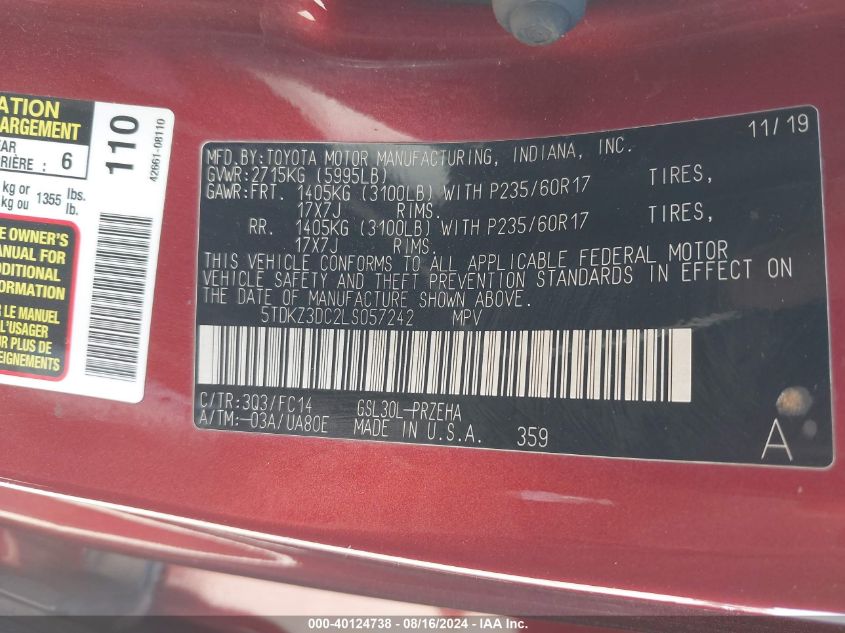 ATION
ARGEMENT
EAR
RRIÈRE : 6
kg or 1355 lbs.
kg ou lb.
E OWNER'S
ANUAL FOR
DDITIONAL
FORMATION
R LE MANUEL
L'USAGER
UR PLUS DE
EIGNEMENTS
110
42661-08110
11/19
MFD.BY:TOYOTA MOTOR MANUFACTURING, INDIANA, INC.
GVWR:2715KG (5995LB)
GAWR:FRT. 1405KG (3100LB) WITH P235/60R17 TIRES,
17X7J RIMS.
RR. 1405KG (3100LB) WITH P235/60R17 TIRES,
17X7J RIMS.
THIS VEHICLE CONFORMS TO ALL APPLICABLE FEDERAL MOTOR
VEHICLE SAFETY AND THEFT PREVENTION STANDARDS IN EFFECT ON
THE DATE OF MANUFACTURE SHOWN ABOVE.
5TDKZ3DC2LS057242 MPV
C/TR:3Q3/FC14 GSL30L-PRZEHA
A/TM:-03A/UA80E MADE IN U.S.A. 359
A
000-40124738 - 08/16/2024 - IAAI, Inc.